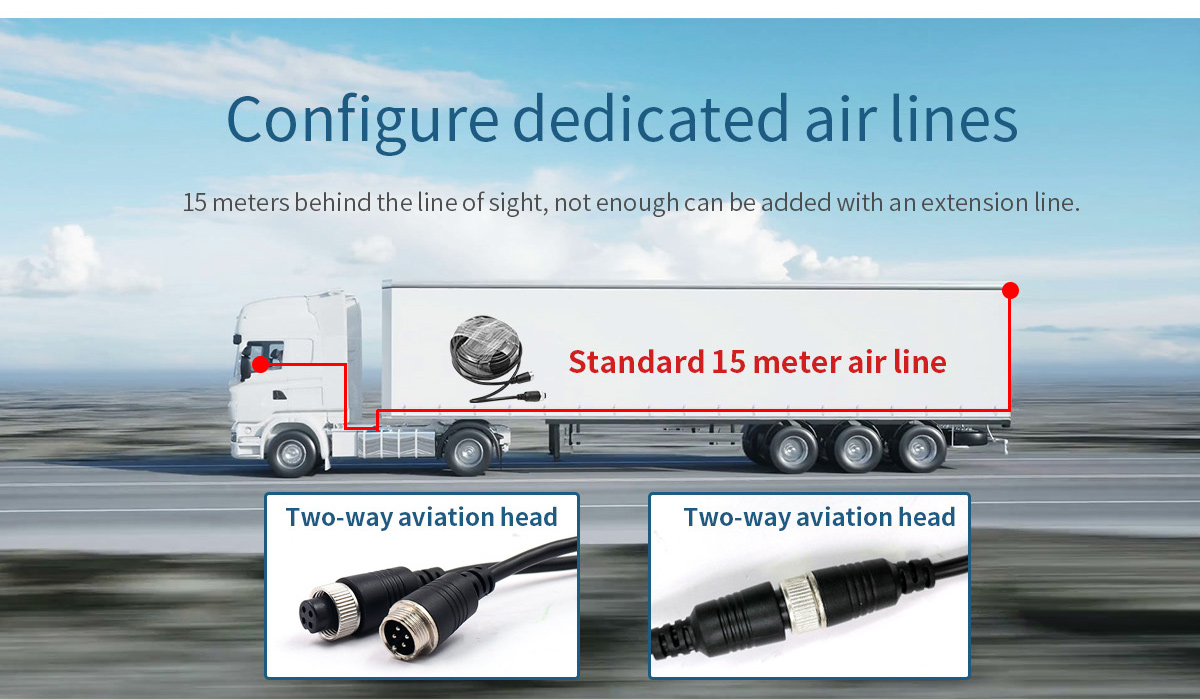 Configure dedicated air lines
15 meters behind the line of sight, not enough can be added with an extension line.
Standard 15 meter air line
Two-way aviation head
Two-way aviation head